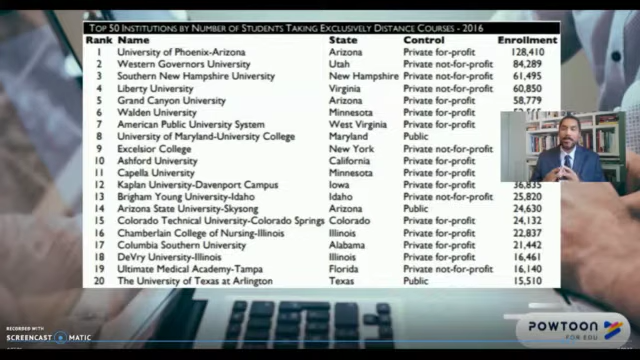 TOP 50 INSTITUTIONS BY NUMBER OF STUDENTS TAKING EXCLUSIVELY DISTANCE COURSES - 2016
Rank Name State Control Enrollment
1 University of Phoenix-Arizona Arizona Private for-profit 128,410
2 Western Governors University Utah Private not-for-profit 84,289
3 Southern New Hampshire University New Hampshire Private not-for-profit 61,495
4 Liberty University Virginia Private not-for-profit 60,850
5 Grand Canyon University Arizona Private for-profit 58,779
6 Walden University Minnesota Private for-profit
7 American Public University System West Virginia Private for-profit
8 University of Maryland-University College Maryland Public
9 Excelsior College New York Private not-for-profit
10 Ashford University California Private for-profit
11 Capella University Minnesota Private for-profit
12 Kaplan University-Davenport Campus Iowa Private for-profit 36,835
13 Brigham Young University-Idaho Idaho Private not-for-profit 25,820
14 Arizona State University-Skysong Arizona Public 24,630
15 Colorado Technical University-Colorado Springs Colorado Private for-profit 24,132
16 Chamberlain College of Nursing-Illinois Illinois Private for-profit 22,837
17 Columbia Southern University Alabama Private for-profit 21,442
18 DeVry University-Illinois Illinois Private for-profit 16,461
19 Ultimate Medical Academy-Tampa Florida Private not-for-profit 16,140
20 The University of Texas at Arlington Texas Public 15,510
RECORDED WITH
SCREENCAST MATIC
POWTOON
FOR EDU